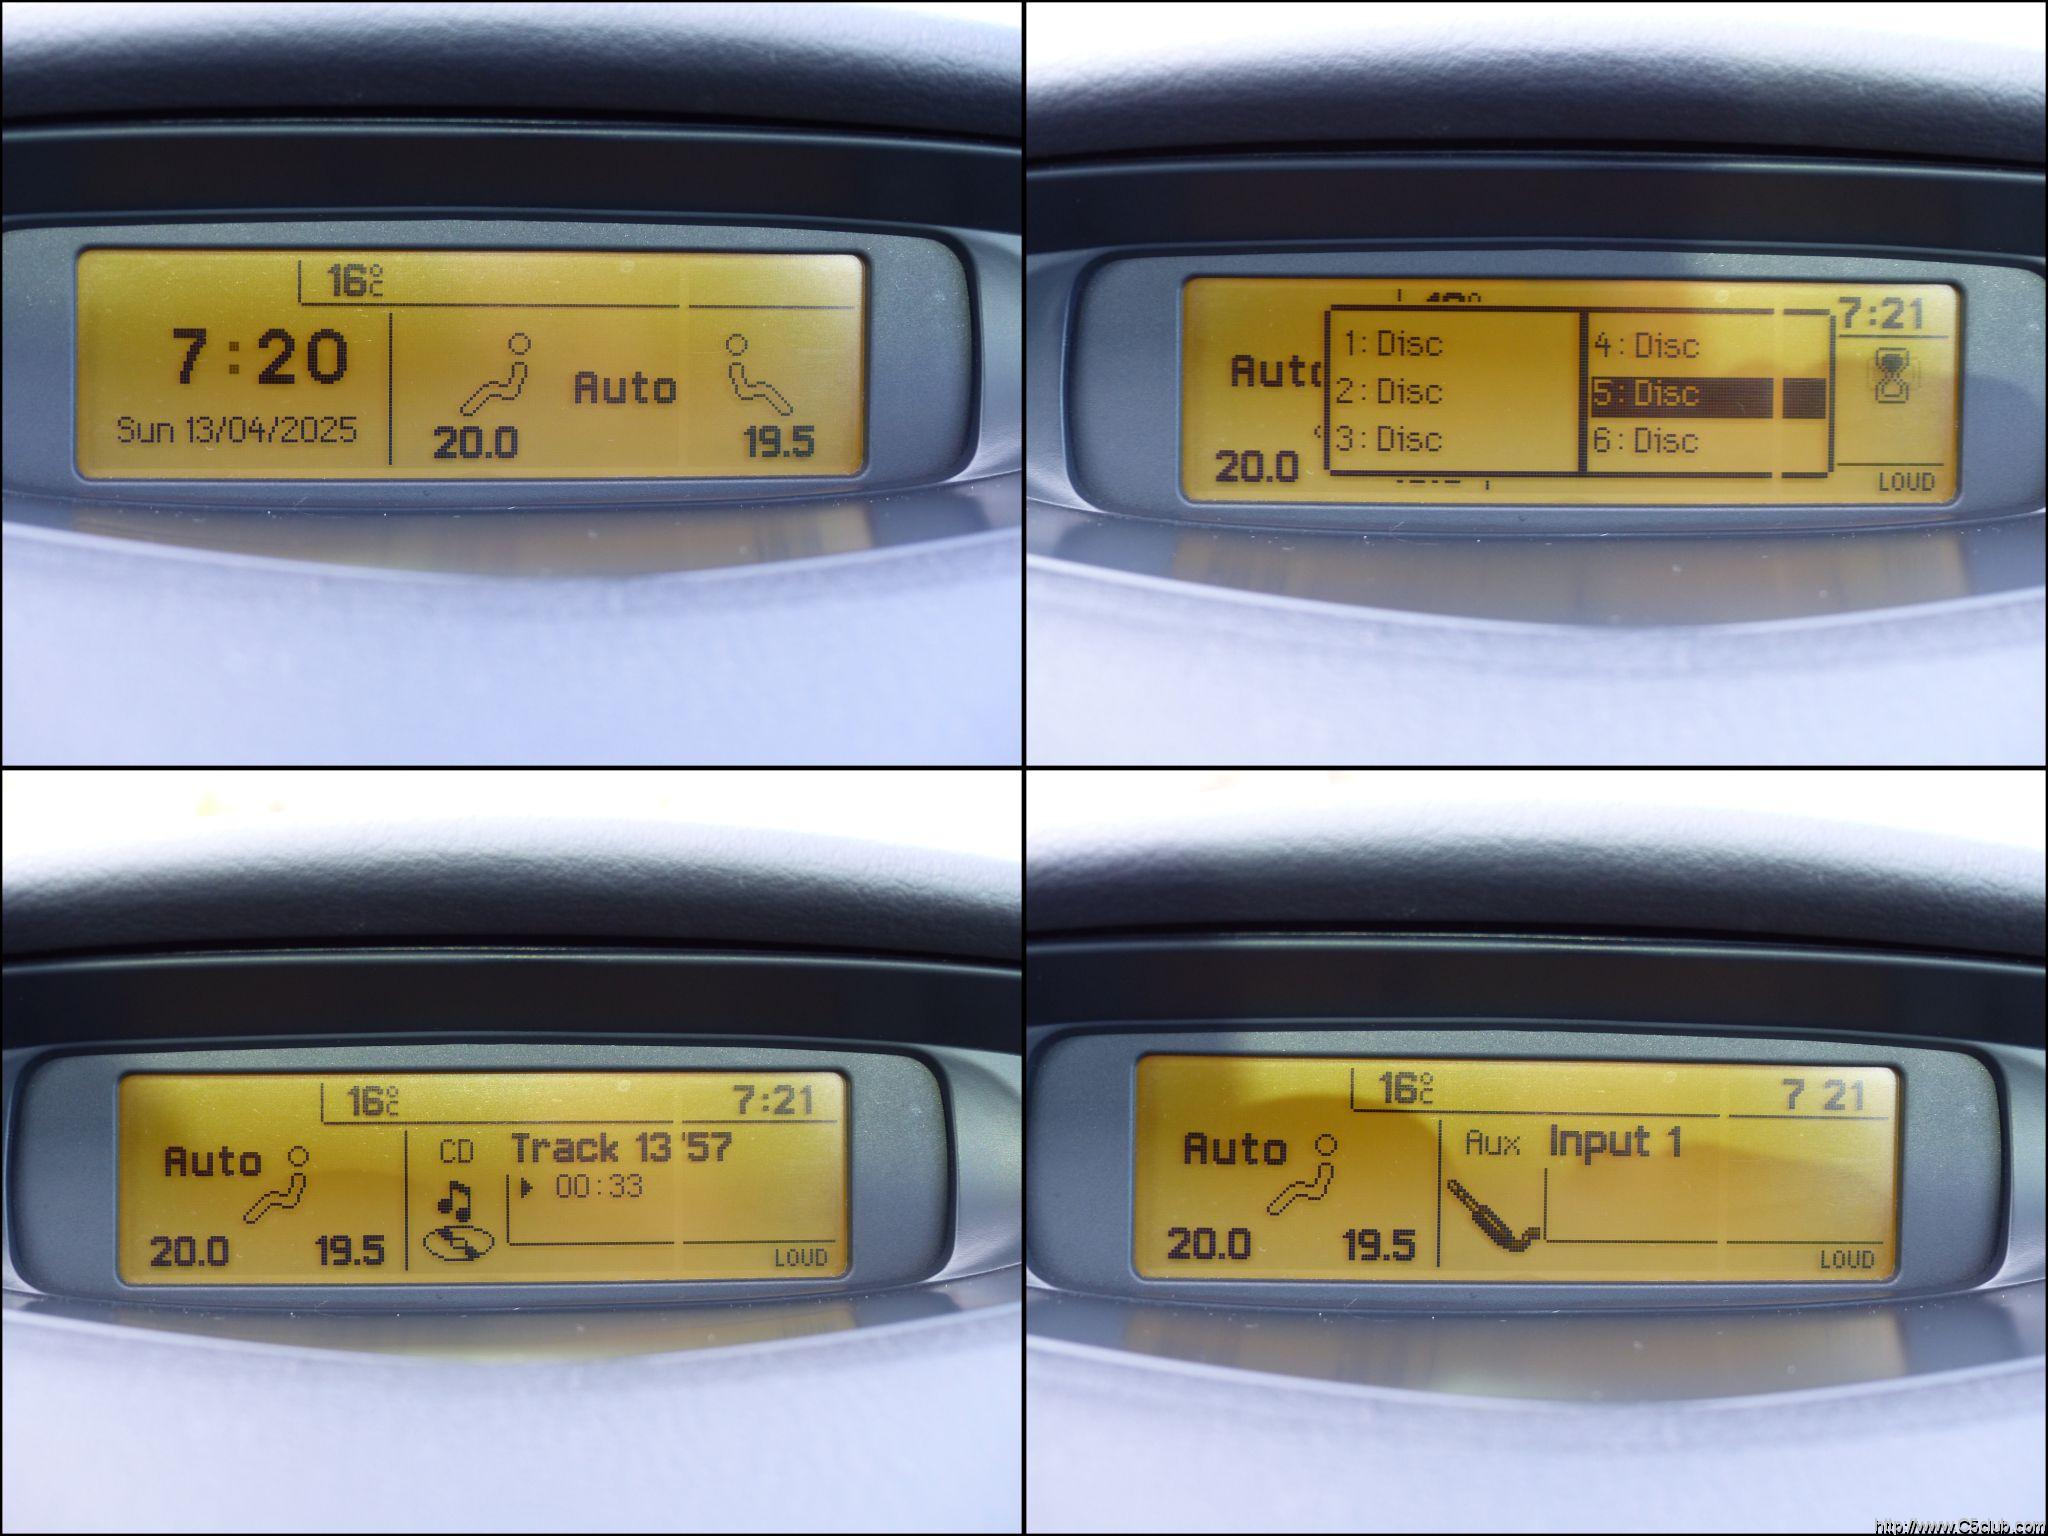 16°C
7:20
Auto
Sun 13/04/2025
20.0
19.5
7:21
1: Disc
4: Disc
Auto
2: Disc
5: Disc
3: Disc
6: Disc
20.0
LOUD
16°C
7:21
Auto
CD
Track 13'57
00:33
20.0
19.5
LOUD
16°C
7 21
Auto
Aux
Input 1
20.0
19.5
LOUD
http://www.C5club.com